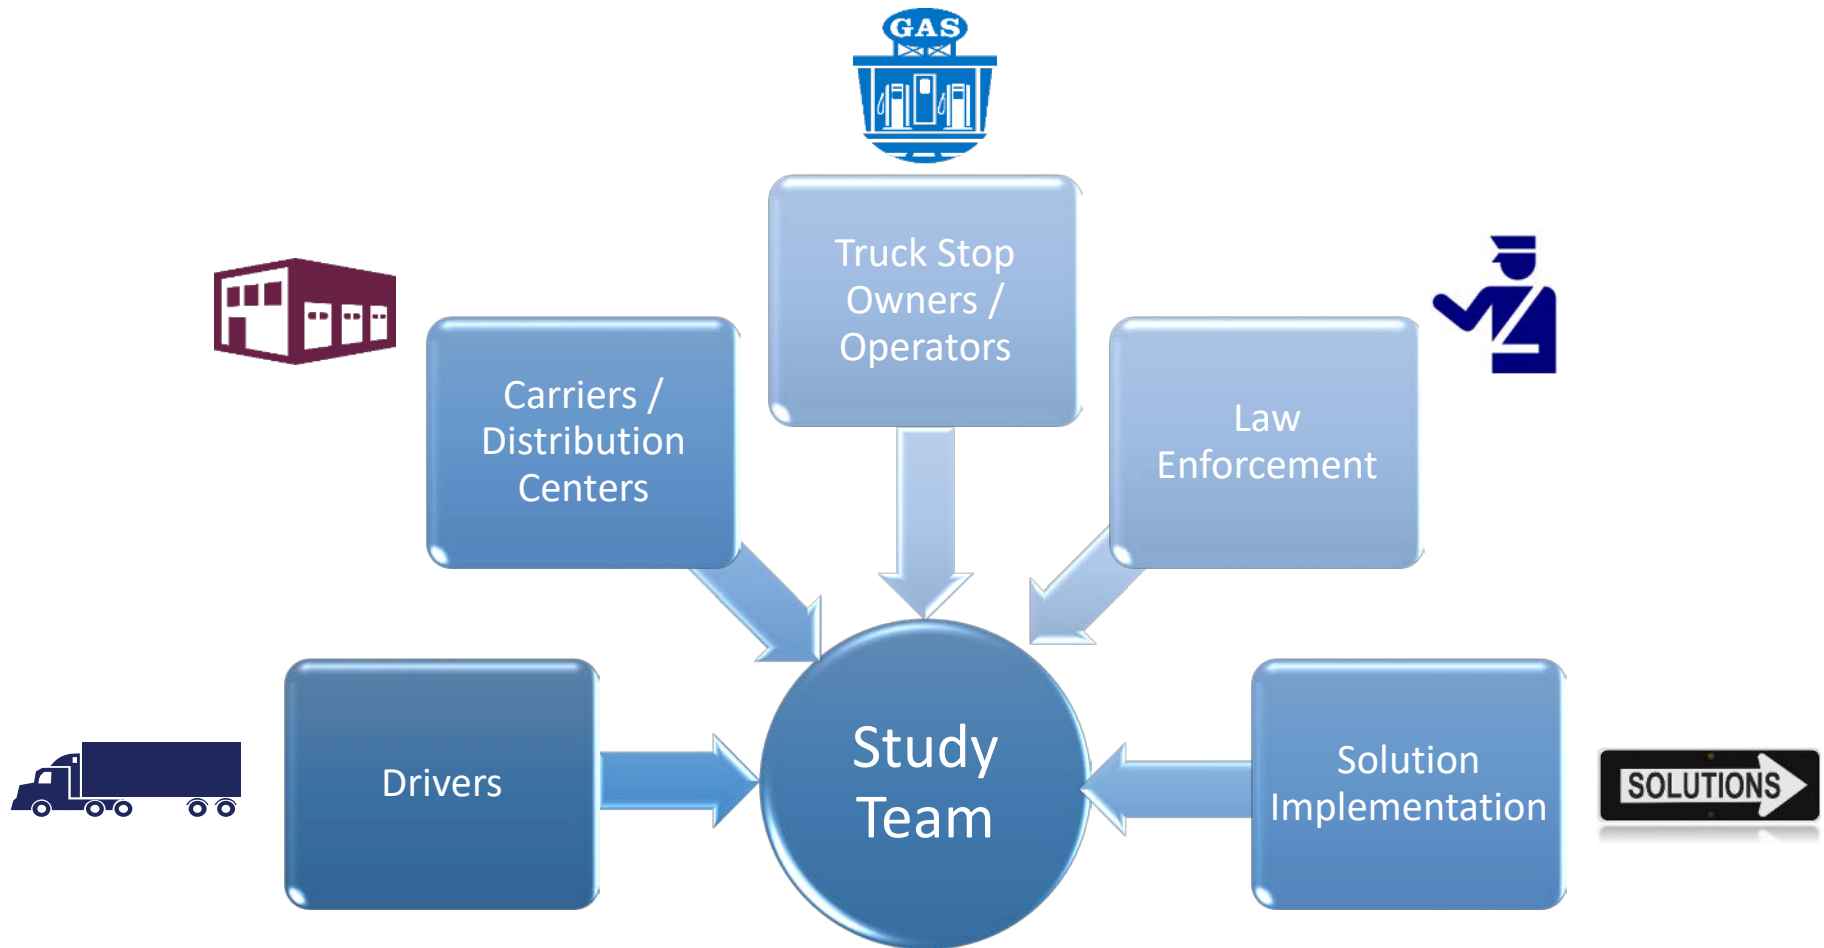 GAS
Truck Stop
Owners /
Operators
Carriers /
Distribution
Centers
Law
Enforcement
Drivers
Study
Team
Solution
Implementation
SOLUTIONS